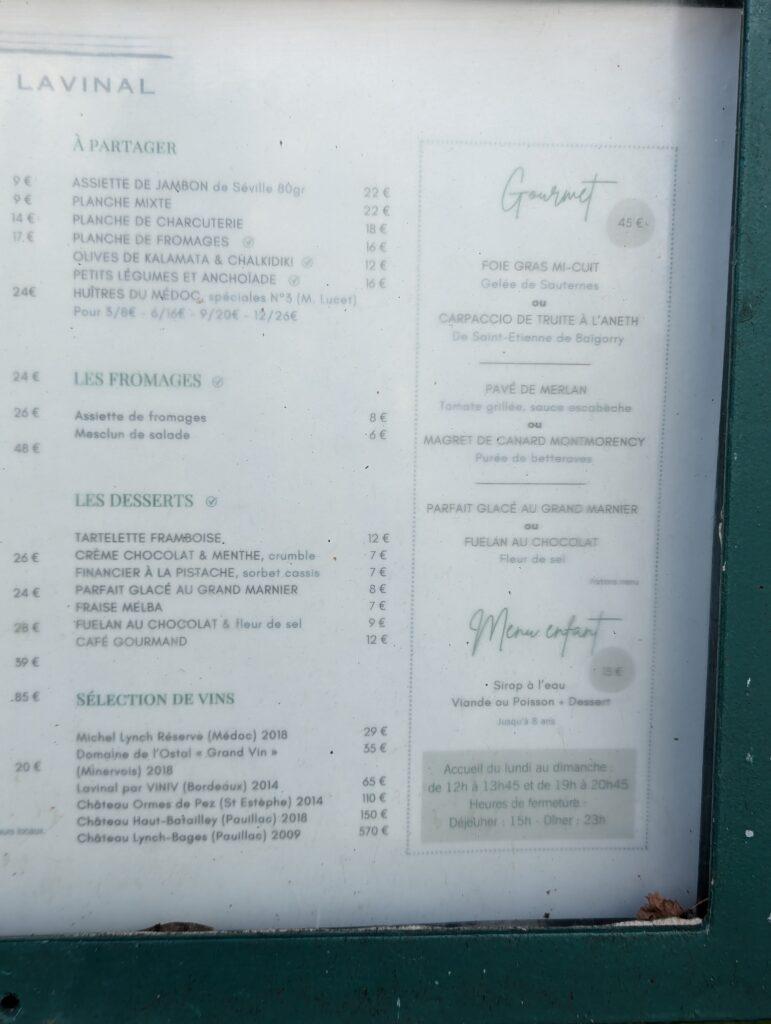 LAVINAL
9 €
9 €
14 €
17 €
24€
24 €
26 €
48 €
26 €
24 €
28 €
39 €
85 €
20 €
locaux.
À PARTAGER
ASSIETTE DE JAMBON de Séville 80gr 22 €
PLANCHE MIXTE 22 €
PLANCHE DE CHARCUTERIE 18 €
PLANCHE DE FROMAGES 16 €
OLIVES DE KALAMATA & CHALKIDIKI 12 €
PETITS LÉGUMES ET ANCHOÏADE 16 €
HUÎTRES DU MÉDOC, spéciales N°3 (M. Lucet)
Pour 3/8€ - 6/16€ - 9/20€ - 12/26€
LES FROMAGES
Assiette de fromages 8 €
Mesclun de salade 6 €
LES DESSERTS
TARTELETTE FRAMBOISE, 12 €
CRÈME CHOCOLAT & MENTHE, crumble 7 €
FINANCIER À LA PISTACHE, sorbet cassis 7 €
PARFAIT GLACÉ AU GRAND MARNIER 8 €
FRAISE MELBA 7 €
FUELAN AU CHOCOLAT & fleur de sel 9 €
CAFÉ GOURMAND 12 €
SÉLECTION DE VINS
Michel Lynch Réserve (Médoc) 2018 29 €
Domaine de l'Ostal « Grand Vin » 35 €
(Minervois) 2018
Lavinal par VINIV (Bordeaux) 2014 65 €
Château Ormes de Pez (St Estèphe) 2014 110 €
Château Haut-Batailley (Pauillac) 2018 150 €
Château Lynch-Bages (Pauillac) 2009 570 €
Gourmet
45 €
FOIE GRAS MI-CUIT
Gelée de Sauternes
ou
CARPACCIO DE TRUITE À L'ANETH
De Saint-Etienne de Baïgorry
PAVÉ DE MERLAN
Tomate grillée, sauce escabèche
ou
MAGRET DE CANARD MONTMORENCY
Purée de betteraves
PARFAIT GLACÉ AU GRAND MARNIER
ou
FUELAN AU CHOCOLAT
Fleur de sel
Portions menu
Menu enfant
15 €
Sirop à l'eau
Viande ou Poisson + Dessert
Jusqu'à 8 ans
Accueil du lundi au dimanche :
de 12h à 13h45 et de 19h à 20h45
Heures de fermeture :
Déjeuner : 15h - Dîner : 23h